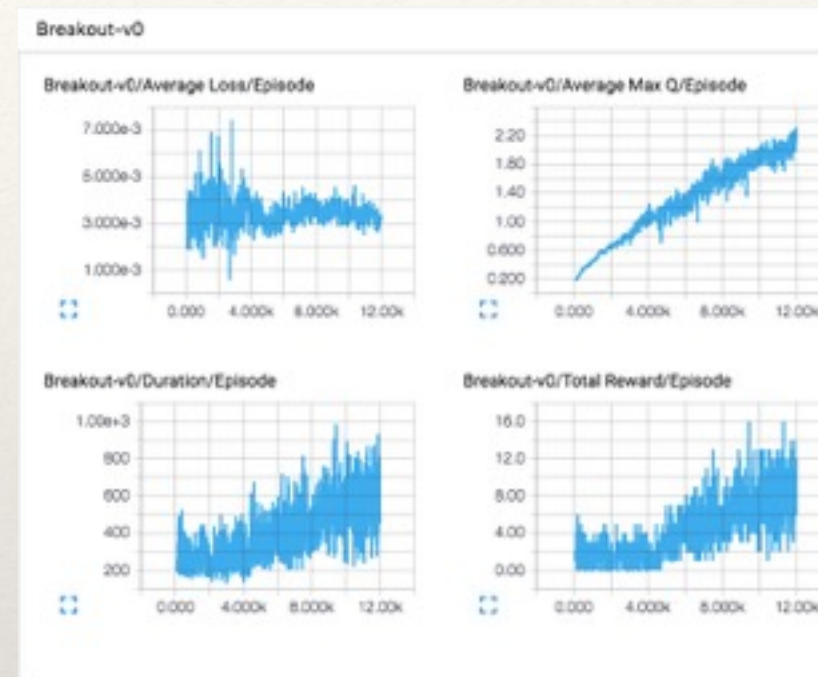 Breakout-v0
Breakout-v0/Average Loss/Episode
7.000e-3
5.000e-3
3.000e-3
1.000e-3
0.000 4.000k 8.000k 12.00k
Breakout-v0/Average Max Q/Episode
2.20
1.80
1.40
1.00
0.600
0.200
0.000 4.000k 8.000k 12.00k
Breakout-v0/Duration/Episode
1.00e+3
800
600
400
200
0.000 4.000k 8.000k 12.00k
Breakout-v0/Total Reward/Episode
16.0
12.0
8.00
4.00
0.00
0.000 4.000k 8.000k 12.00k